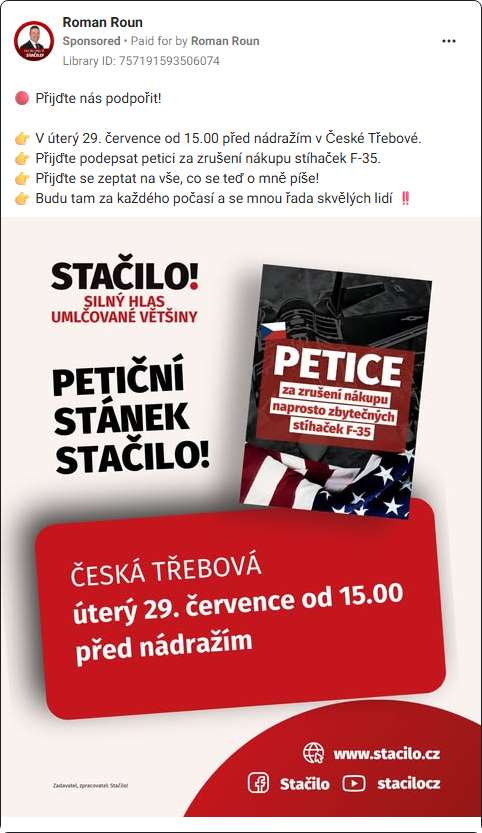 Roman Roun
Sponsored • Paid for by Roman Roun
Library ID: 757191593506074
🔴 Přijďte nás podpořit!
👉 V úterý 29. července od 15.00 před nádražím v České Třebové.
👉 Přijďte podepsat petici za zrušení nákupu stíhaček F-35.
👉 Přijďte se zeptat na vše, co se teď o mně píše!
👉 Budu tam za každého počasí a se mnou řada skvělých lidí ‼️
STAČILO!
SILNÝ HLAS
UMLČOVANÉ VĚTŠINY
PETIČNÍ
STÁNEK
STAČILO!
PETICE
za zrušení nákupu
naprosto zbytečných
stíhaček F-35
ČESKÁ TŘEBOVÁ
úterý 29. července od 15.00
před nádražím
www.stacilo.cz
Stačilo
stacilocz
Zadavatel, zpracovatel: Stačilo!